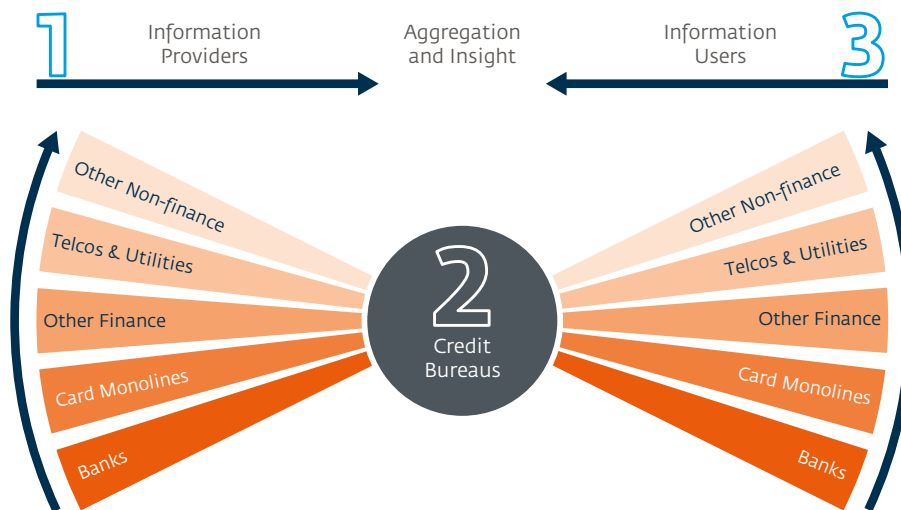 1
Information
Providers
Aggregation
and Insight
Information
Users
3
Other Non-finance
Telcos & Utilities
Other Finance
Card Monolines
Banks
2
Credit
Bureaus
Other Non-finance
Telcos & Utilities
Other Finance
Card Monolines
Banks